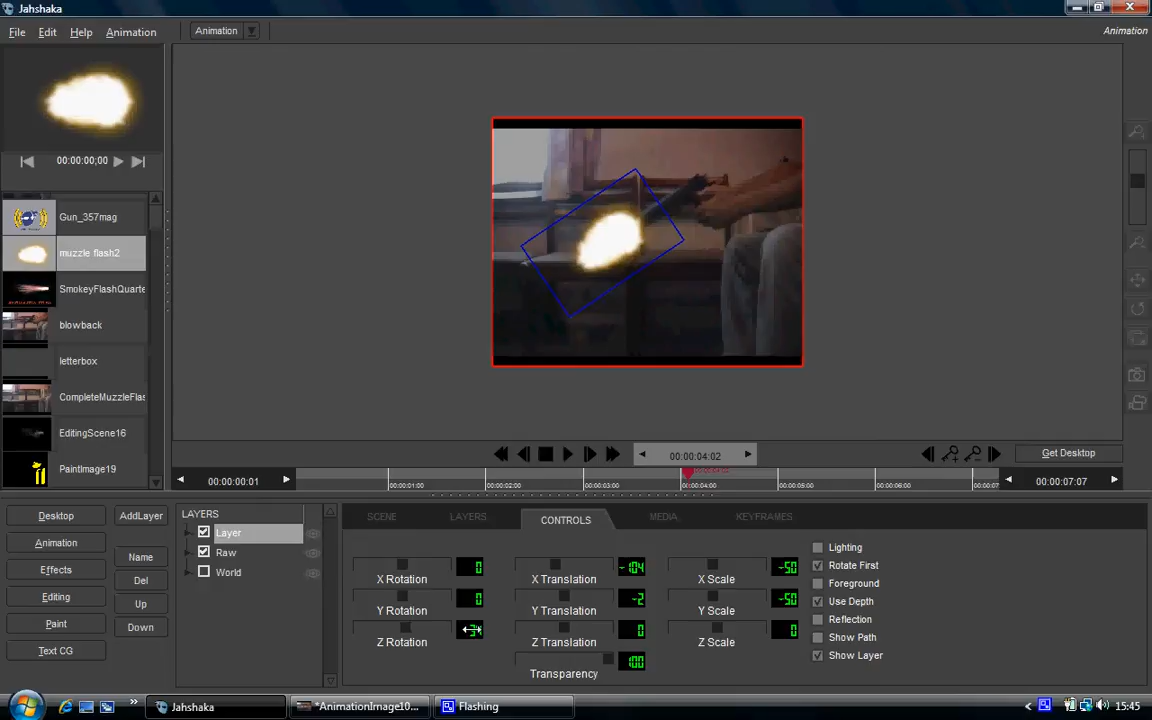 Jahshaka
File Edit Help Animation
Animation
Animation
00:00:00;00
Gun_357mag
muzzle flash2
SmokeyFlashQuarte
blowback
letterbox
CompleteMuzzleFlas
EditingScene16
PaintImage19
00:00:04:02
Get Desktop
00:00:00:01
00:00:01:00
00:00:02:00
00:00:03:00
00:00:04:00
00:00:05:00
00:00:06:00
00:00:07:07
Desktop
Animation
Effects
Editing
Paint
Text CG
AddLayer
Name
Del
Up
Down
LAYERS
Layer
Raw
World
SCENE LAYERS CONTROLS MEDIA KEYFRAMES
X Rotation 0
Y Rotation 0
Z Rotation
X Translation -104
Y Translation -2
Z Translation 0
Transparency 100
X Scale -50
Y Scale -50
Z Scale 0
Lighting
Rotate First
Foreground
Use Depth
Reflection
Show Path
Show Layer
Jahshaka
*AnimationImage10...
Flashing
15:45